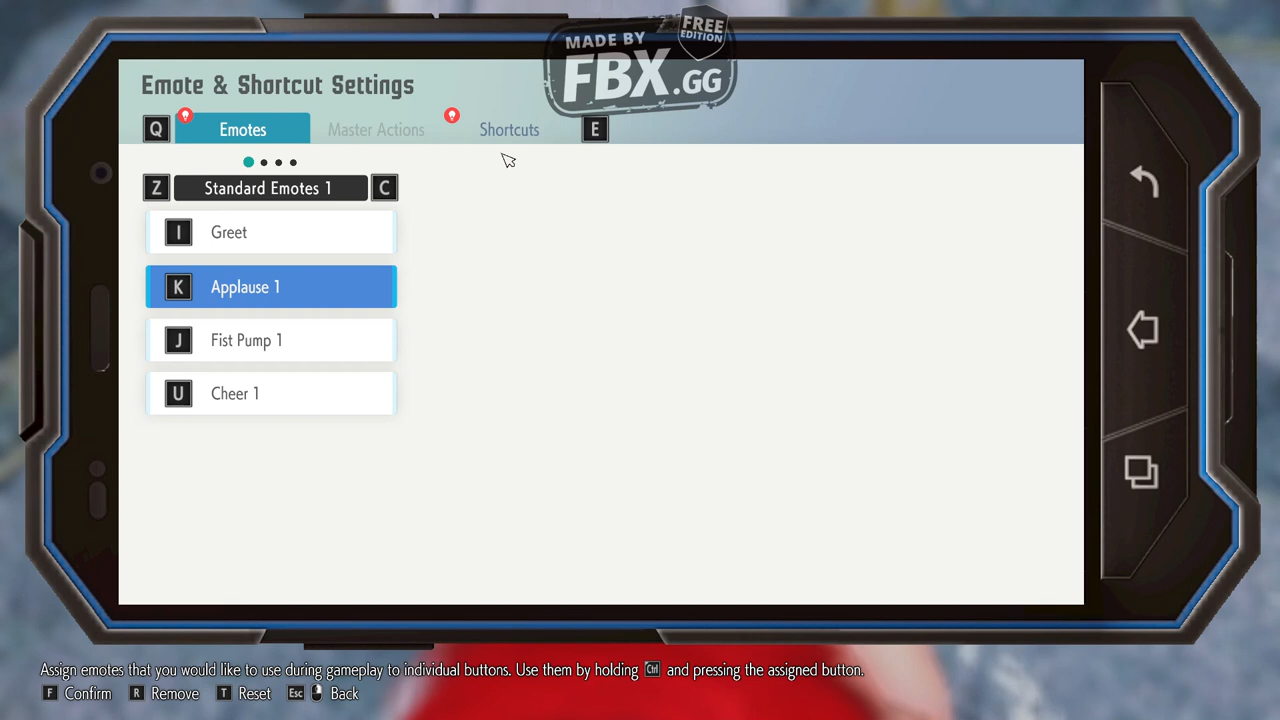 MADE BY
FREE
EDITION
FBX.GG
Emote & Shortcut Settings
Q
Emotes
Master Actions
Shortcuts
E
Z
Standard Emotes 1
C
I
Greet
K
Applause 1
J
Fist Pump 1
U
Cheer 1
Assign emotes that you would like to use during gameplay to individual buttons. Use them by holding Ctrl and pressing the assigned button.
F Confirm R Remove T Reset Esc Back